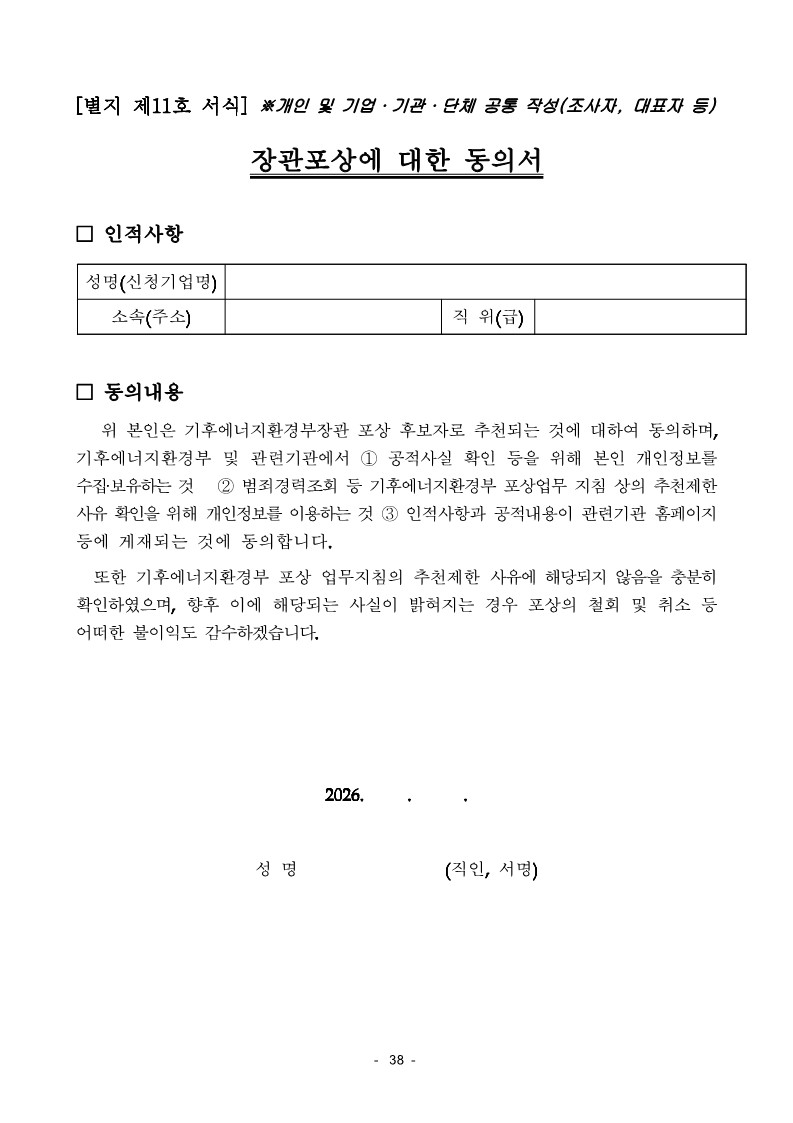 [별지 제11호 서식] ※개인 및 기업·기관·단체 공통 작성(조사자, 대표자 등)
장관포상에 대한 동의서
□ 인적사항
성명(신청기업명)
소속(주소) 직 위(급)
□ 동의내용
위 본인은 기후에너지환경부장관 포상 후보자로 추천되는 것에 대하여 동의하며,
기후에너지환경부 및 관련기관에서 ① 공적사실 확인 등을 위해 본인 개인정보를
수집·보유하는 것 ② 범죄경력조회 등 기후에너지환경부 포상업무 지침 상의 추천제한
사유 확인을 위해 개인정보를 이용하는 것 ③ 인적사항과 공적내용이 관련기관 홈페이지
등에 게재되는 것에 동의합니다.
또한 기후에너지환경부 포상 업무지침의 추천제한 사유에 해당되지 않음을 충분히
확인하였으며, 향후 이에 해당되는 사실이 밝혀지는 경우 포상의 철회 및 취소 등
어떠한 불이익도 감수하겠습니다.
2026. . .
성 명 (직인, 서명)
- 38 -